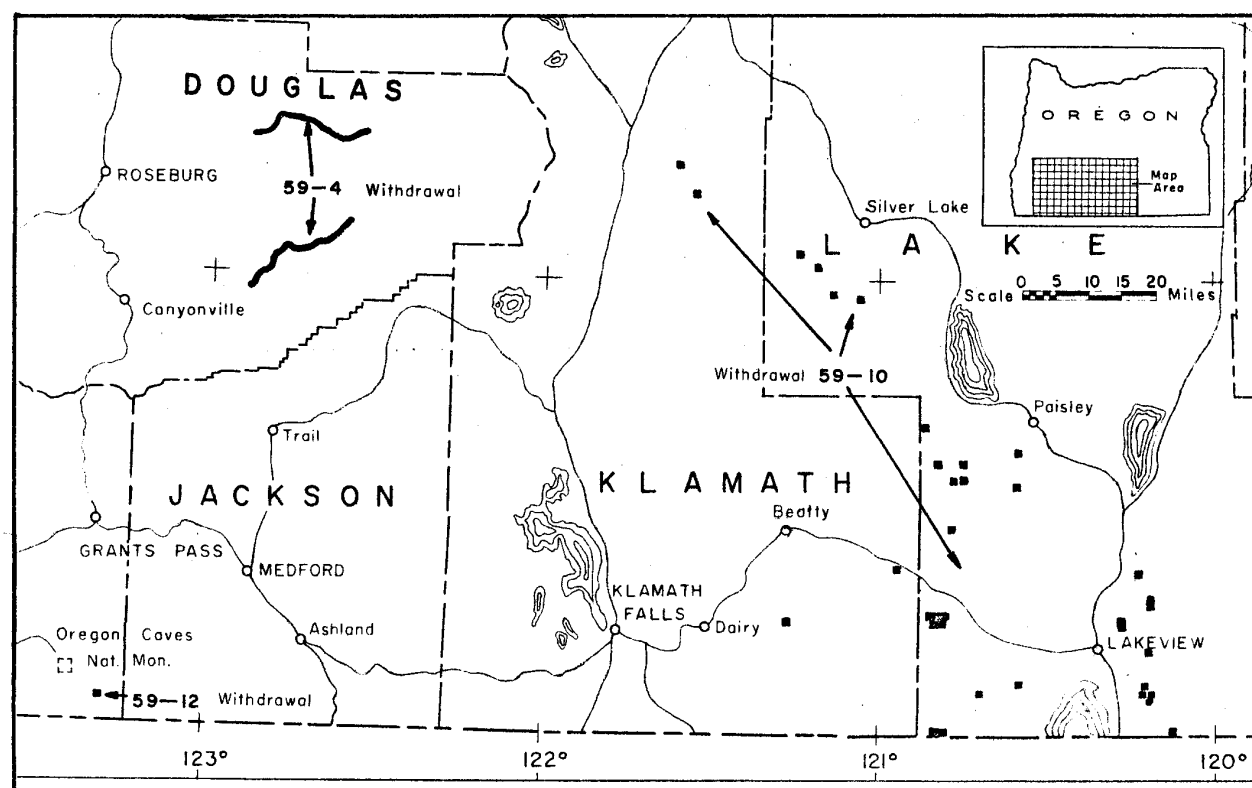 DOUGLAS
ROSEBURG
59-4 Withdrawal
Canyonville
OREGON
Map
Area
Silver Lake
LAKE
0 5 10 15 20
Scale Miles
Withdrawal 59-10
Paisley
Trail
JACKSON
KLAMATH
Beatty
GRANTS PASS
MEDFORD
KLAMATH
FALLS
Dairy
Ashland
Oregon Caves
Nat. Mon.
LAKEVIEW
59-12 Withdrawal
123° 122° 121° 120°